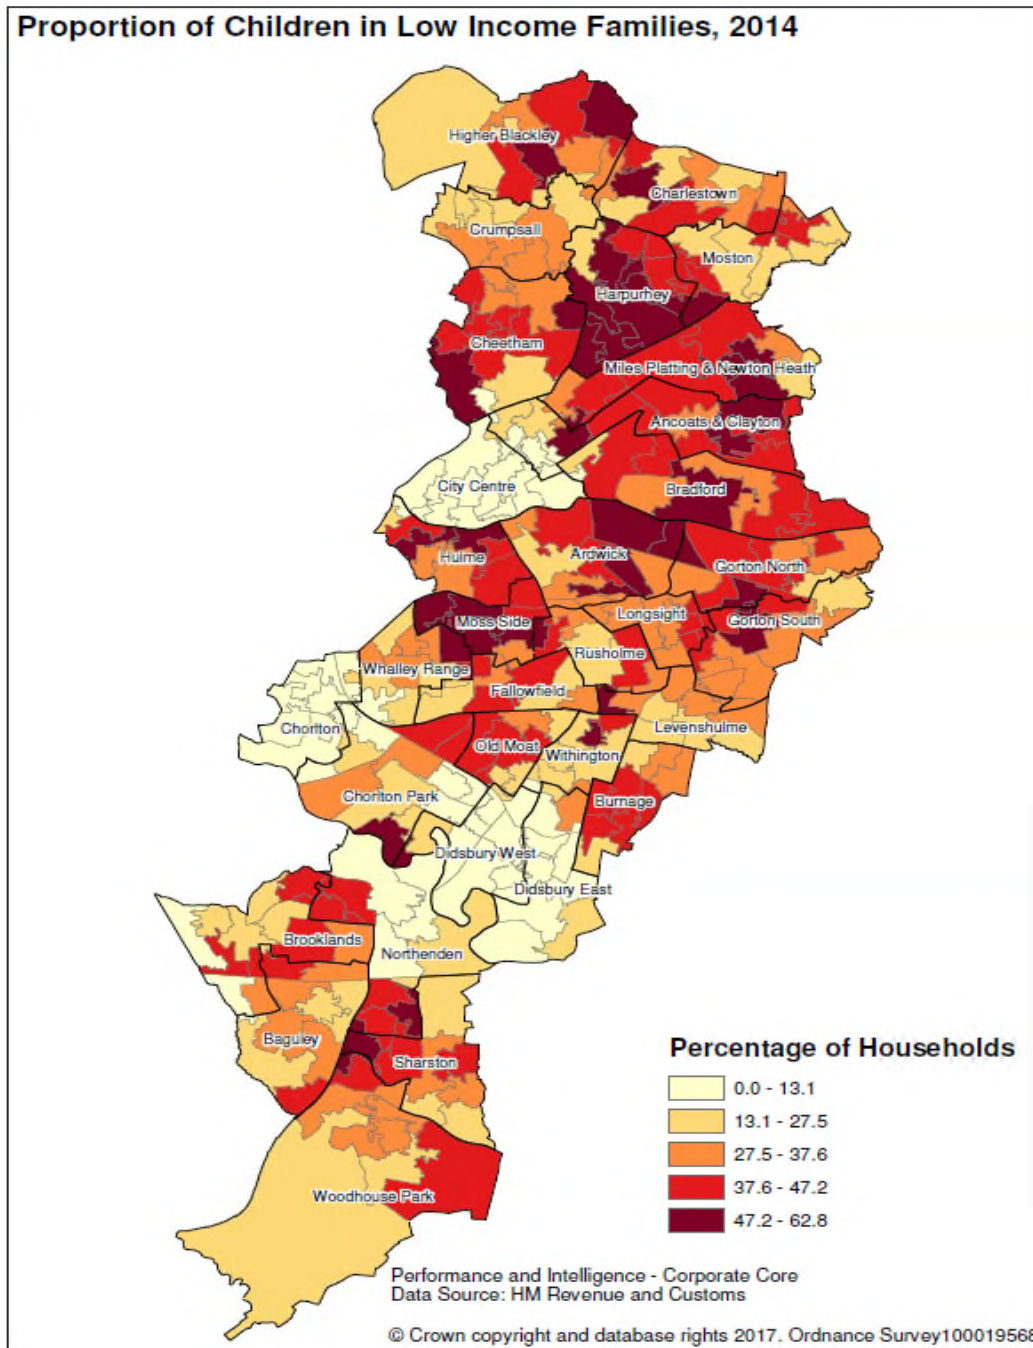 Proportion of Children in Low Income Families, 2014
Higher Blackley
Charlestown
Crumpsall
Moston
Harpurhey
Cheetham
Miles Platting & Newton Heath
Ancoats & Clayton
City Centre
Bradford
Hulme
Ardwick
Gorton North
Moss Side
Longsight
Gorton South
Rusholme
Whalley Range
Fallowfield
Chorlton
Levenshulme
Old Moat
Withington
Chorlton Park
Burnage
Didsbury West
Didsbury East
Brooklands
Northenden
Baguley
Sharston
Woodhouse Park
Percentage of Households
0.0 - 13.1
13.1 - 27.5
27.5 - 37.6
37.6 - 47.2
47.2 - 62.8
Performance and Intelligence - Corporate Core
Data Source: HM Revenue and Customs
© Crown copyright and database rights 2017. Ordnance Survey100019568